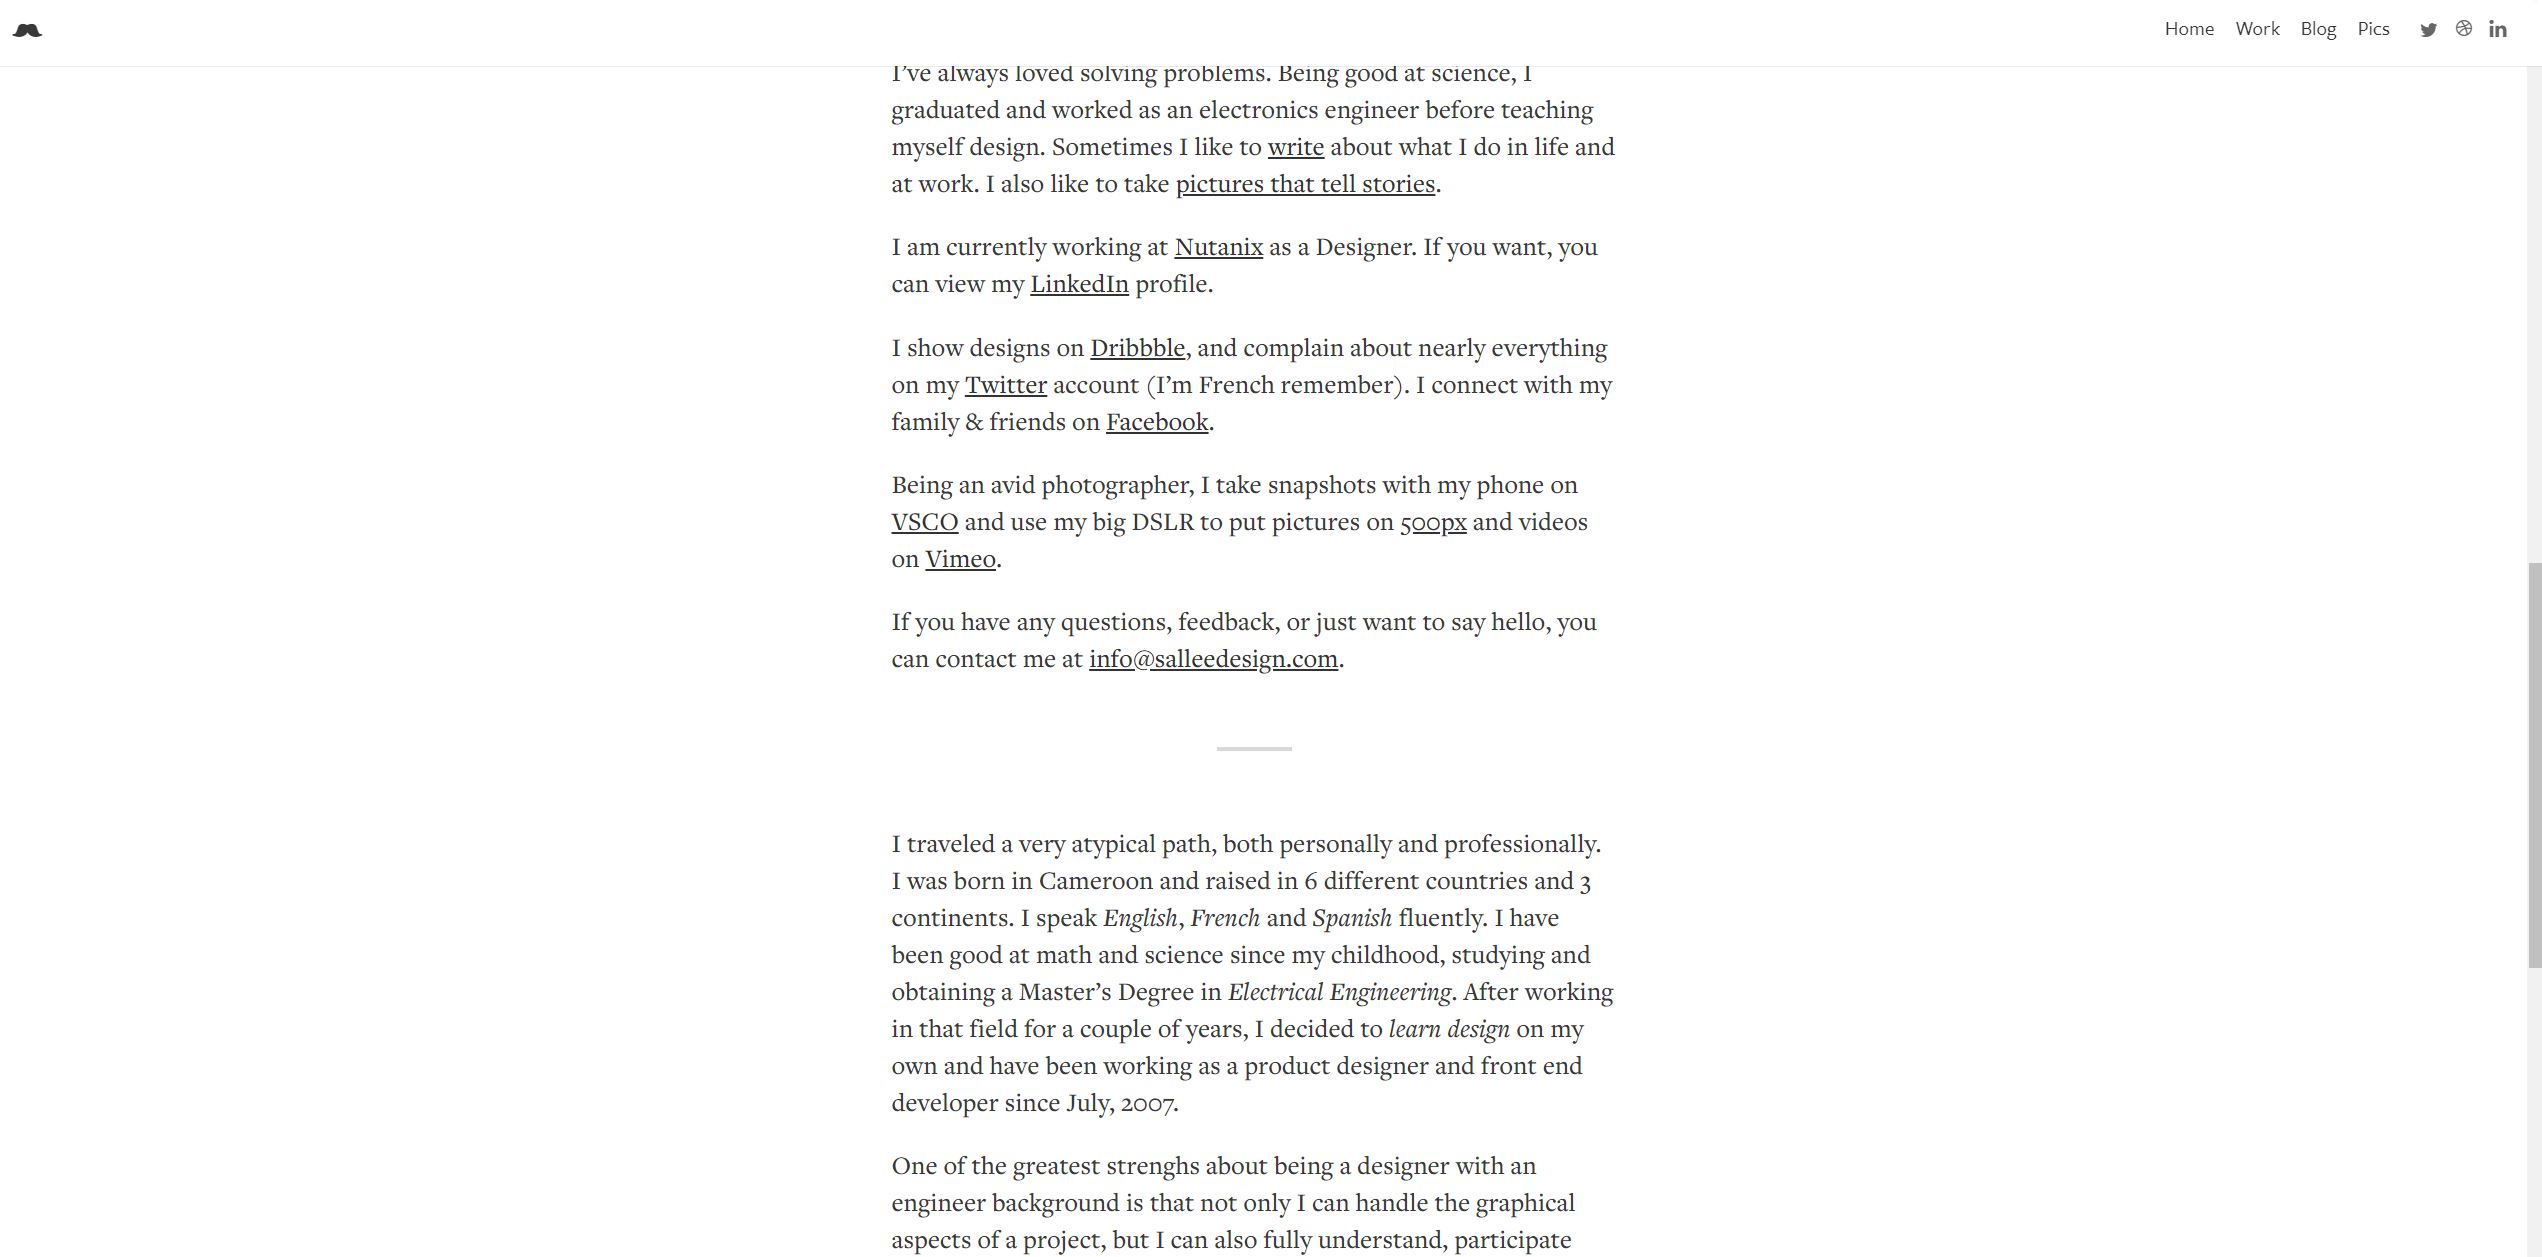 Home Work Blog Pics
I’ve always loved solving problems. Being good at science, I
graduated and worked as an electronics engineer before teaching
myself design. Sometimes I like to write about what I do in life and
at work. I also like to take pictures that tell stories.
I am currently working at Nutanix as a Designer. If you want, you
can view my LinkedIn profile.
I show designs on Dribbble, and complain about nearly everything
on my Twitter account (I’m French remember). I connect with my
family & friends on Facebook.
Being an avid photographer, I take snapshots with my phone on
VSCO and use my big DSLR to put pictures on 500px and videos
on Vimeo.
If you have any questions, feedback, or just want to say hello, you
can contact me at info@salleedesign.com.
I traveled a very atypical path, both personally and professionally.
I was born in Cameroon and raised in 6 different countries and 3
continents. I speak English, French and Spanish fluently. I have
been good at math and science since my childhood, studying and
obtaining a Master’s Degree in Electrical Engineering. After working
in that field for a couple of years, I decided to learn design on my
own and have been working as a product designer and front end
developer since July, 2007.
One of the greatest strenghs about being a designer with an
engineer background is that not only I can handle the graphical
aspects of a project, but I can also fully understand, participate